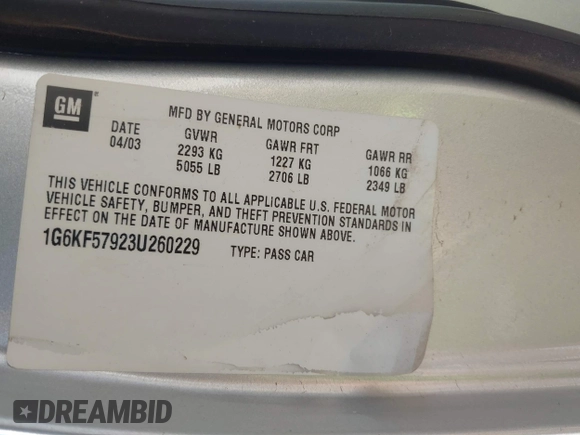 GM®
MFD BY GENERAL MOTORS CORP
DATE GVWR GAWR FRT GAWR RR
04/03 2293 KG 1227 KG 1066 KG
5055 LB 2706 LB 2349 LB
THIS VEHICLE CONFORMS TO ALL APPLICABLE U.S. FEDERAL MOTOR
VEHICLE SAFETY, BUMPER, AND THEFT PREVENTION STANDARDS IN
EFFECT ON THE DATE OF MANUFACTURE SHOWN ABOVE.
1G6KF57923U260229 TYPE: PASS CAR
DREAMBID